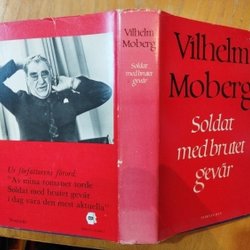 Ur författarens förord:
"Av mina romaner torde
Soldat med brutet gevär
i dag vara den mest aktuella"
Vilhelm
Moberg
Soldat
med brutet
gevär
Vilhelm
Moberg
Soldat
med brutet
gevär